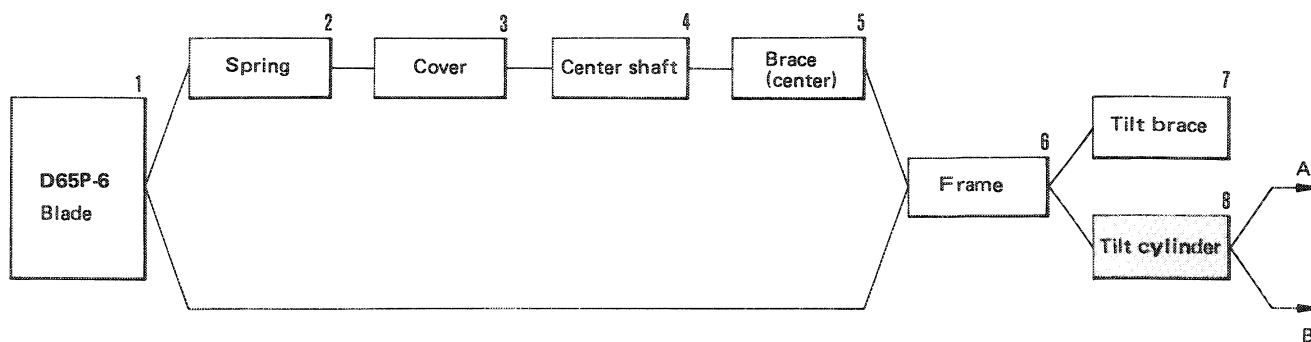 1
D65P-6
Blade
2
Spring
3
Cover
4
Center shaft
5
Brace
(center)
6
Frame
7
Tilt brace
8
Tilt cylinder
A
B